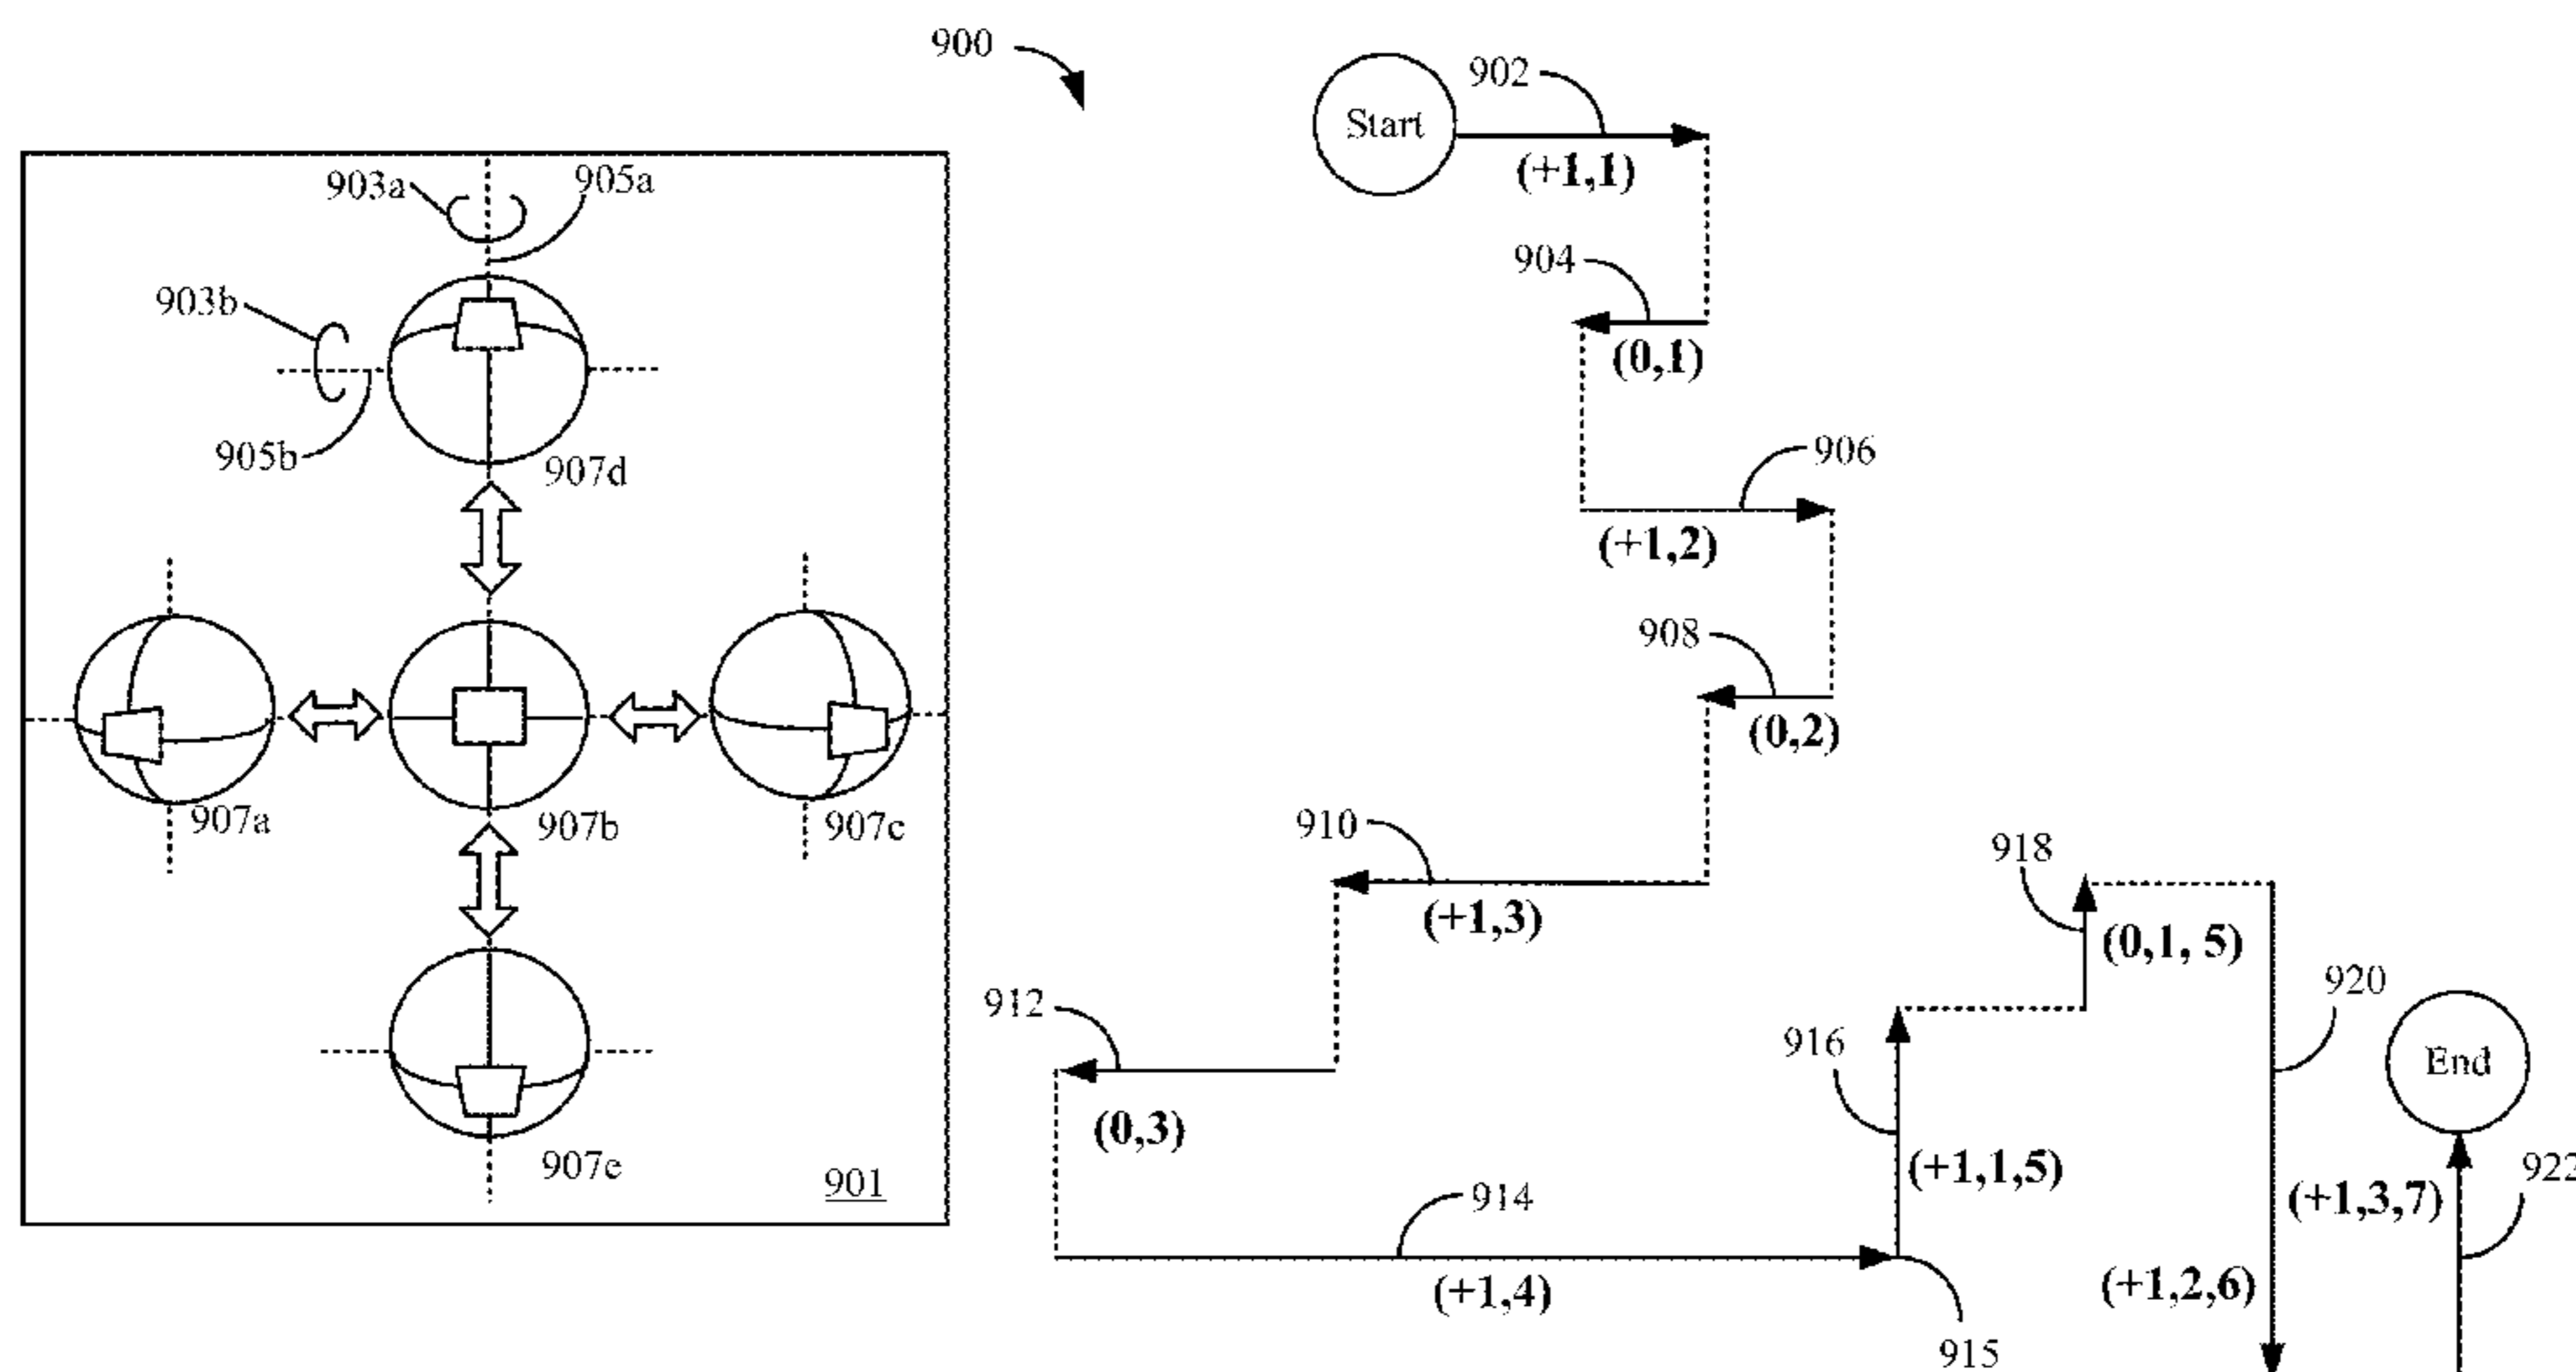 900
902
Start
(+1,1)
903a
905a
904
903b
(0,1)
905b
907d
906
(+1,2)
908
(0,2)
907a
907b
907c
910
(+1,3)
918
(0,1, 5)
920
912
916
End
(0,3)
907e
901
(+1,1,5)
(+1,3,7)
922
914
(+1,4)
(+1,2,6)
915